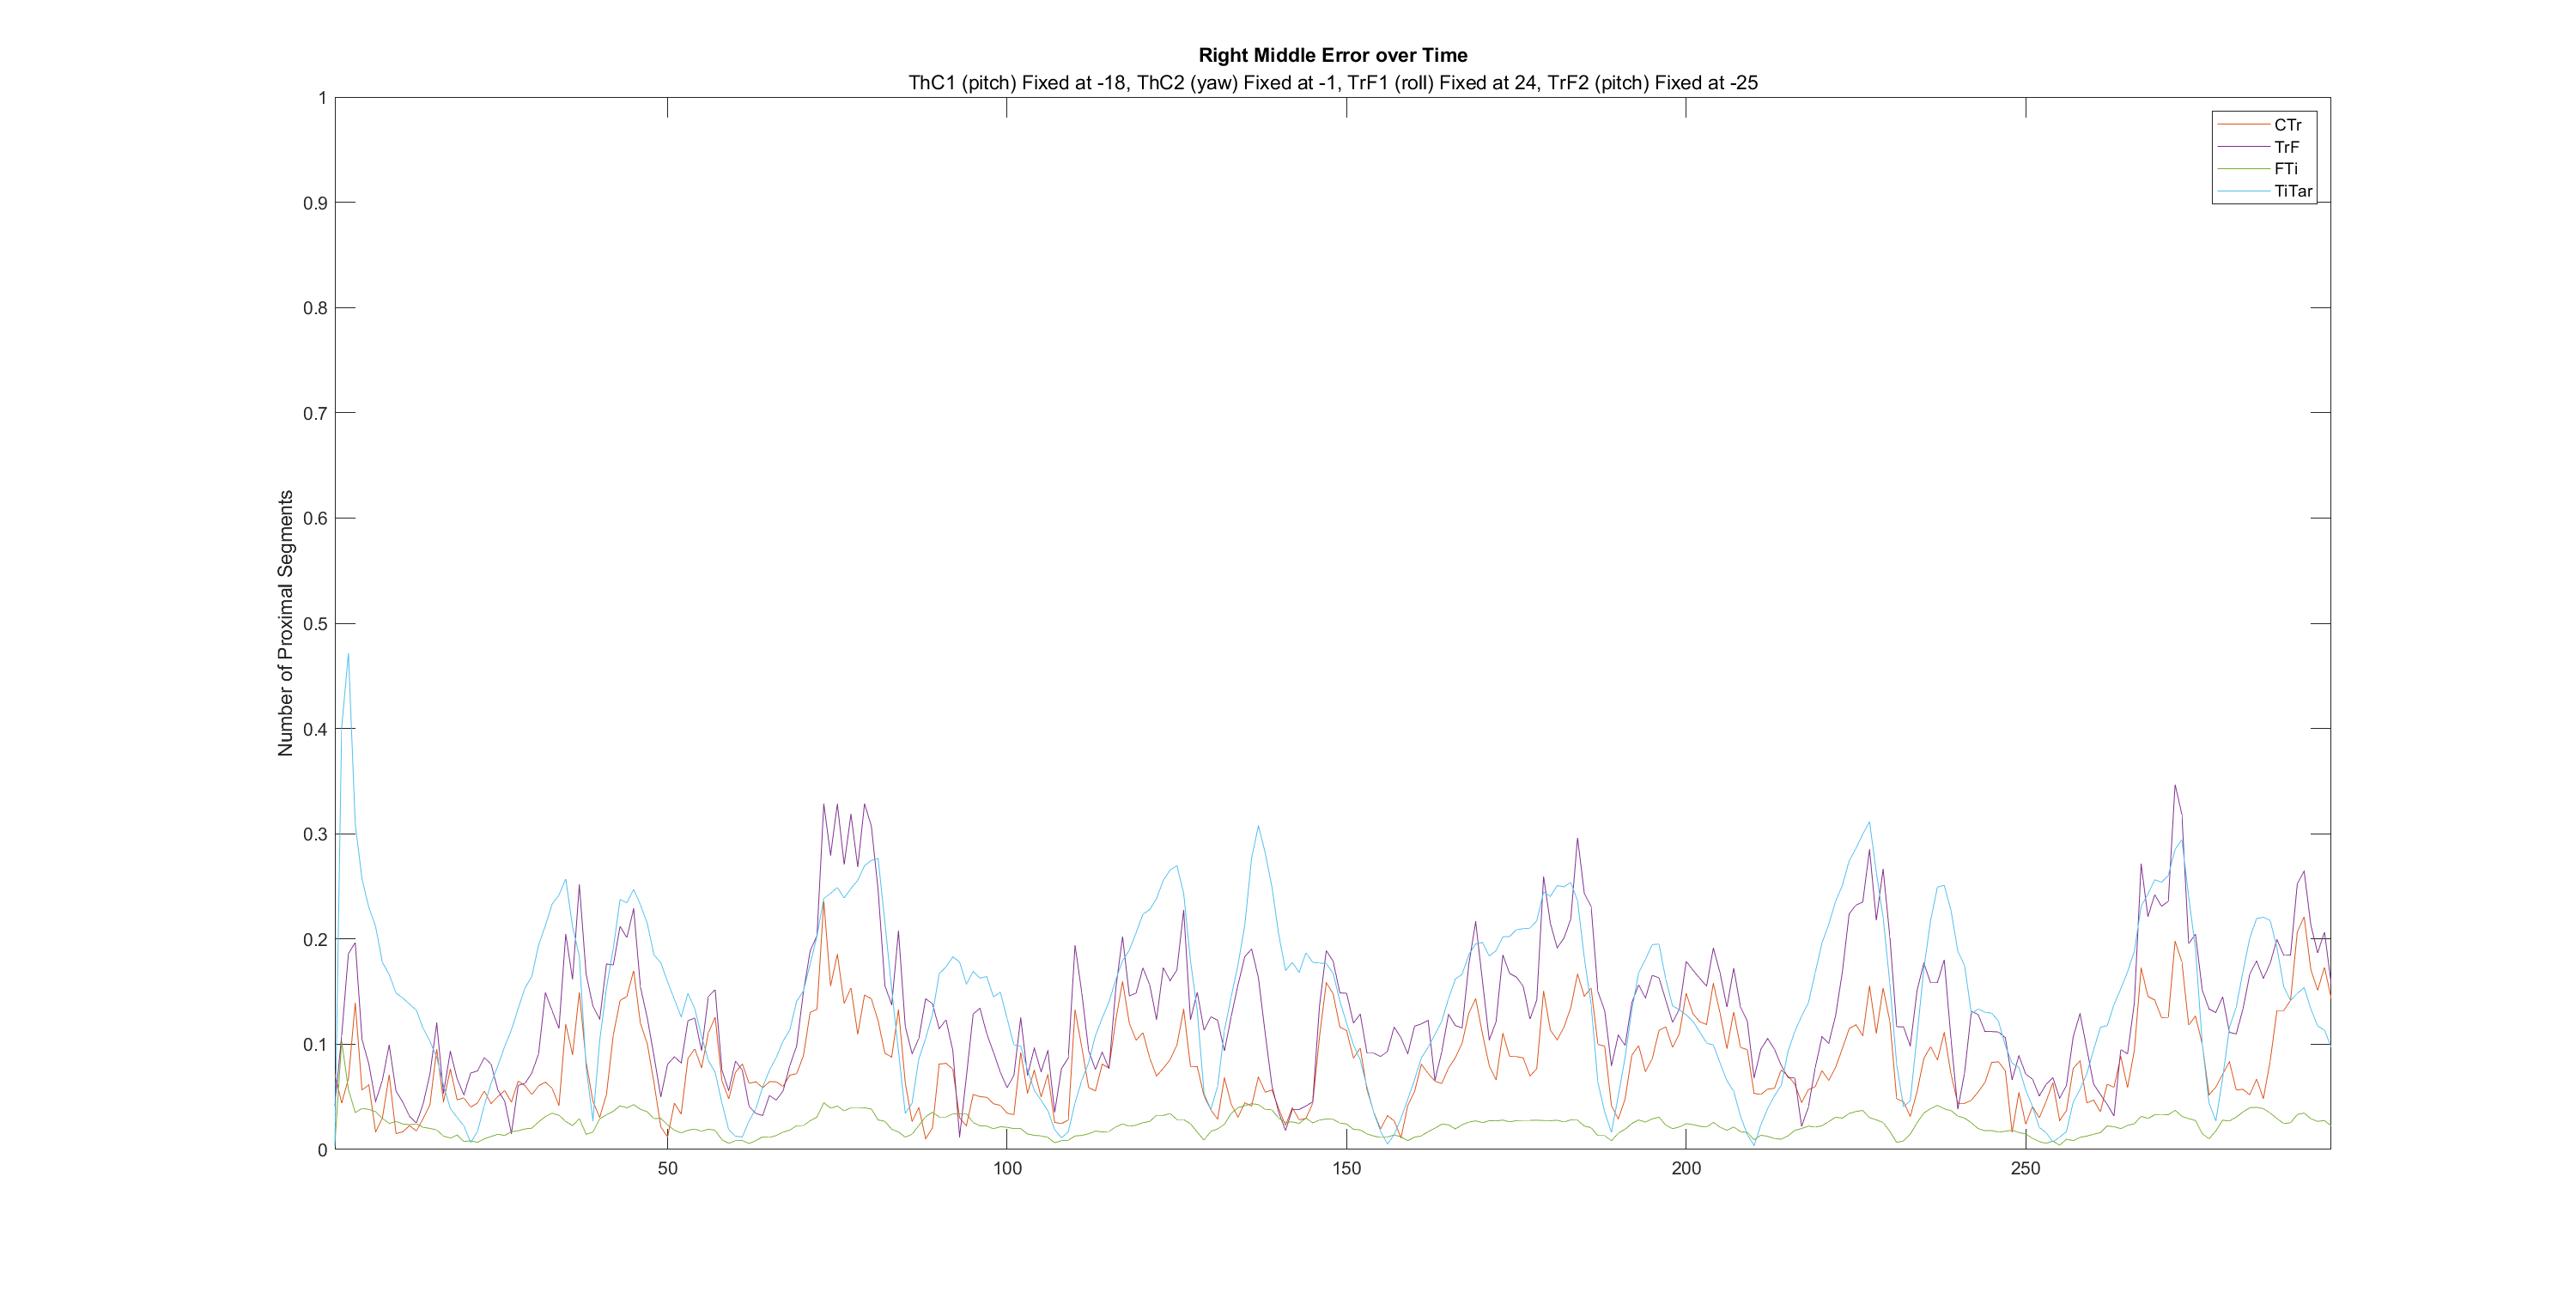 Right Middle Error over Time
ThC1 (pitch) Fixed at -18, ThC2 (yaw) Fixed at -1, TrF1 (roll) Fixed at 24, TrF2 (pitch) Fixed at -25
1
0.9
0.8
0.7
0.6
0.5
0.4
0.3
0.2
0.1
0
Number of Proximal Segments
CTr
TrF
FTi
TiTar
50
100
150
200
250